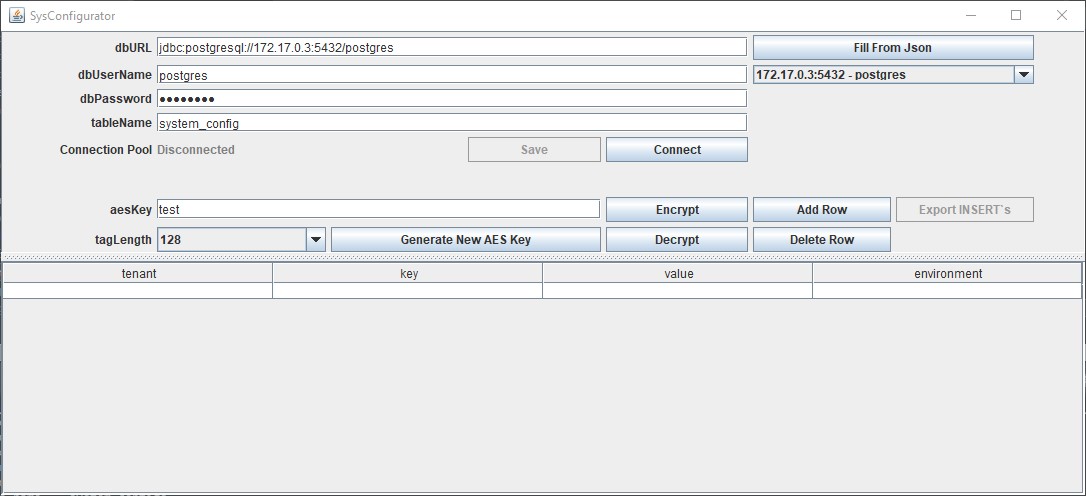 SysConfigurator
dbURL jdbc:postgresql://172.17.0.3:5432/postgres Fill From Json
dbUserName postgres 172.17.0.3:5432 - postgres
dbPassword ●●●●●●●●
tableName system_config
Connection Pool Disconnected Save Connect
aesKey test Encrypt Add Row Export INSERT`s
tagLength 128 Generate New AES Key Decrypt Delete Row
tenant key value environment